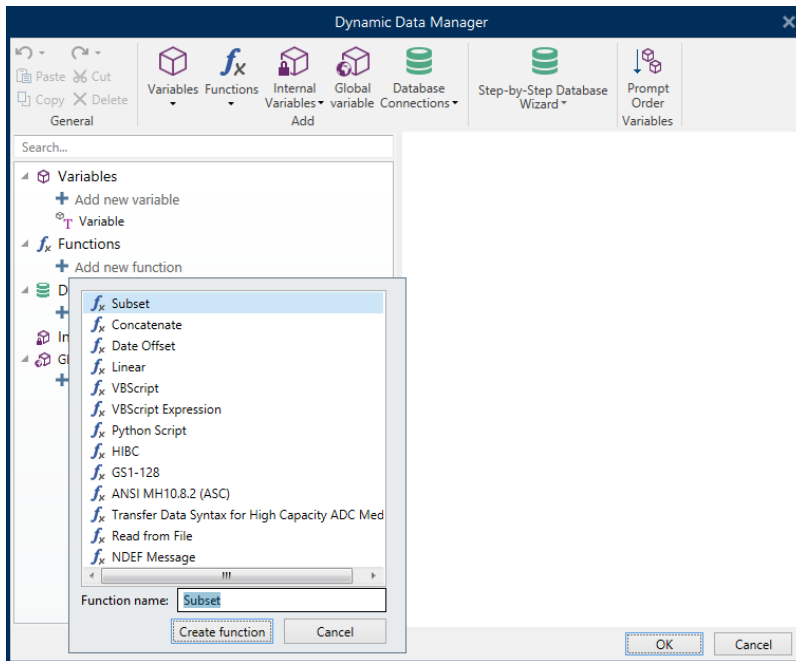 Dynamic Data Manager
Paste Cut
Copy Delete
General
Variables
Functions
Internal
Variables
Global
variable
Database
Connections
Add
Step-by-Step Database
Wizard
Prompt
Order
Variables
Search...
Variables
Add new variable
Variable
Functions
Add new function
D
In
Gl
Subset
Concatenate
Date Offset
Linear
VBScript
VBScript Expression
Python Script
HIBC
GS1-128
ANSI MH10.8.2 (ASC)
Transfer Data Syntax for High Capacity ADC Med
Read from File
NDEF Message
Function name: Subset
Create function Cancel
OK Cancel